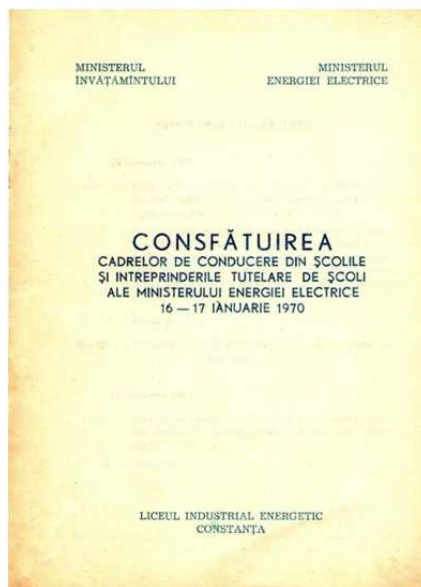 MINISTERUL
ÎNVĂȚĂMÎNTULUI
MINISTERUL
ENERGIEI ELECTRICE
CONSFĂTUIREA
CADRELOR DE CONDUCERE DIN ȘCOLILE
ȘI INTREPRINDERILE TUTELARE DE ȘCOLI
ALE MINISTERULUI ENERGIEI ELECTRICE
16 — 17 IANUARIE 1970
LICEUL INDUSTRIAL ENERGETIC
CONSTANȚA